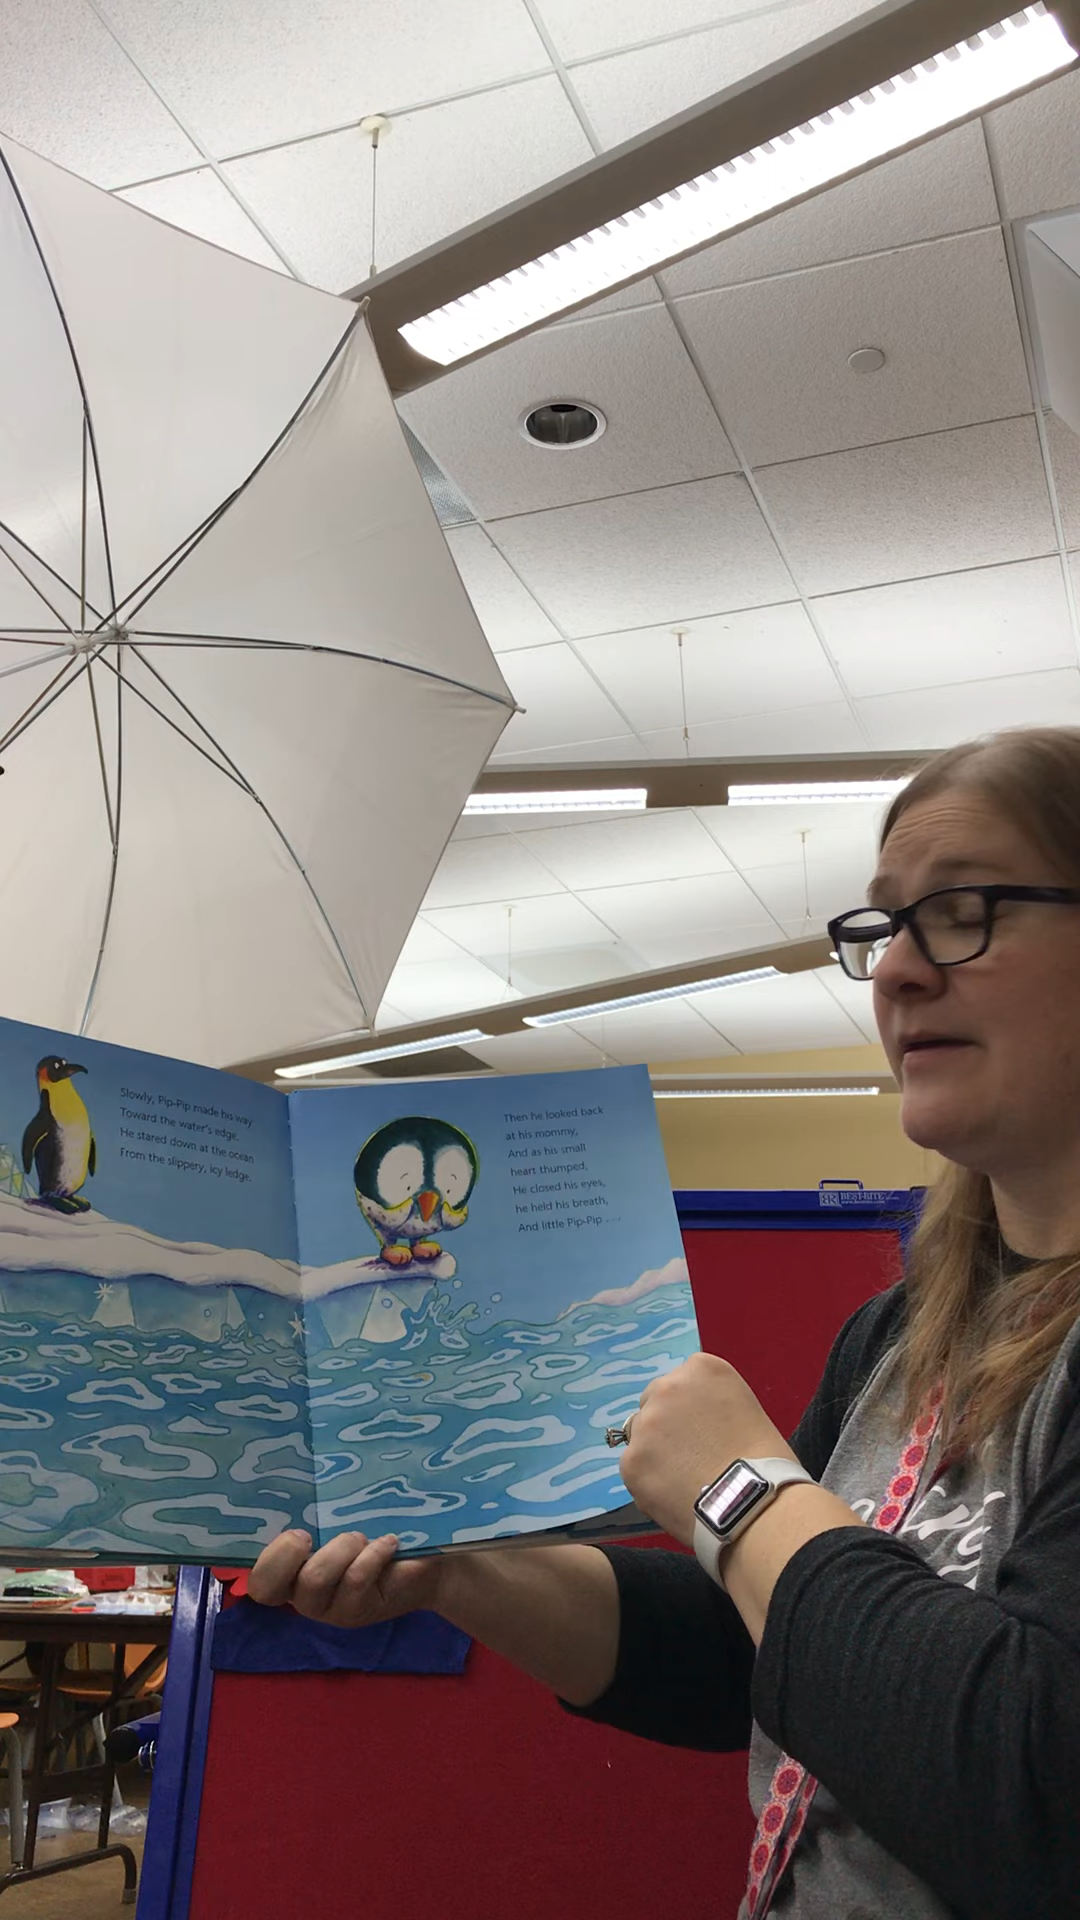 Slowly, Pip-Pip made his way
Toward the water's edge.
He stared down at the ocean
From the slippery, icy ledge.
Then he looked back
at his mommy,
And as his small
heart thumped,
He closed his eyes,
he held his breath,
And little Pip-Pip . . .
BEST-RITE